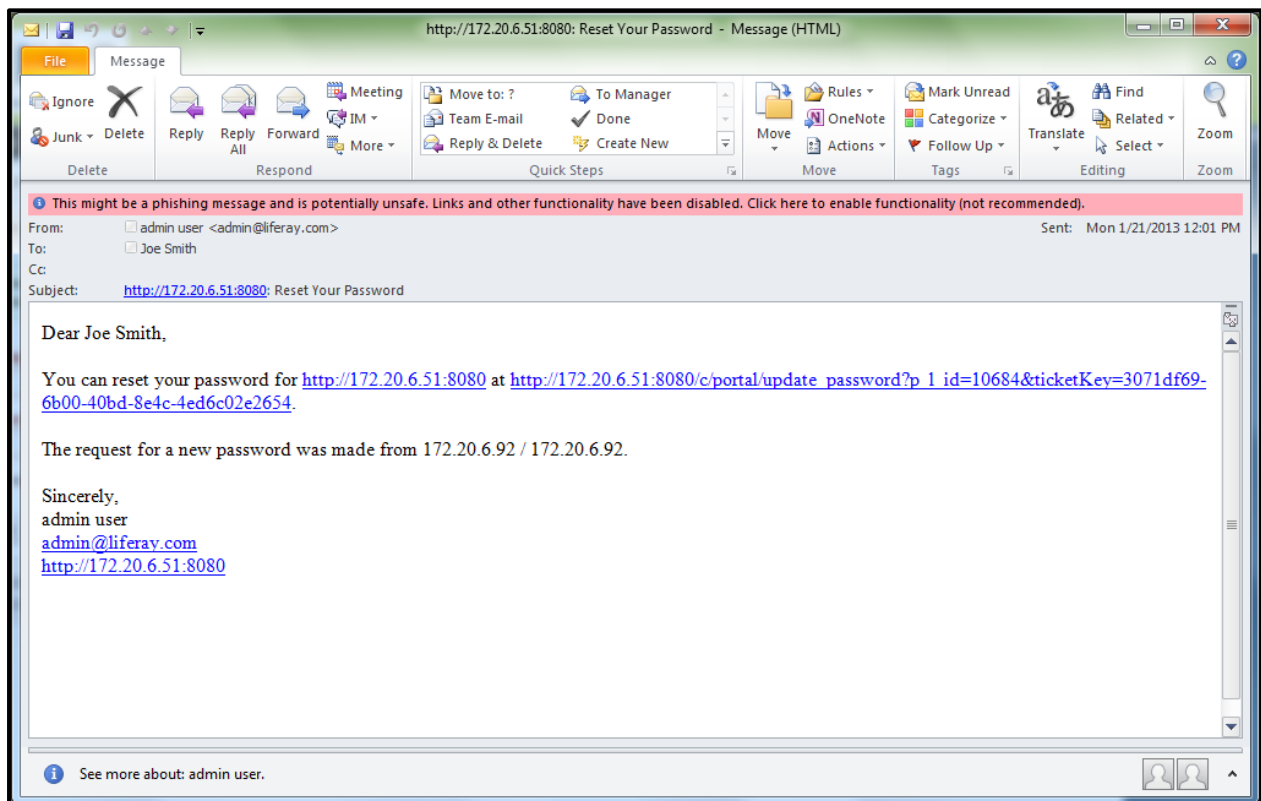 http://172.20.6.51:8080: Reset Your Password - Message (HTML)
File Message
Ignore
Junk
Delete
Reply
Reply All
Forward
Meeting
IM
More
Move to: ?
Team E-mail
Reply & Delete
To Manager
Done
Create New
Move
Rules
OneNote
Actions
Mark Unread
Categorize
Follow Up
Translate
Find
Related
Select
Zoom
Delete Respond Quick Steps Move Tags Editing Zoom
This might be a phishing message and is potentially unsafe. Links and other functionality have been disabled. Click here to enable functionality (not recommended).
From: admin user <admin@liferay.com> Sent: Mon 1/21/2013 12:01 PM
To: Joe Smith
Cc:
Subject: http://172.20.6.51:8080: Reset Your Password
Dear Joe Smith,
You can reset your password for http://172.20.6.51:8080 at http://172.20.6.51:8080/c/portal/update_password?p_l_id=10684&ticketKey=3071df69-
6b00-40bd-8e4c-4ed6c02e2654.
The request for a new password was made from 172.20.6.92 / 172.20.6.92.
Sincerely,
admin user
admin@liferay.com
http://172.20.6.51:8080
See more about: admin user.